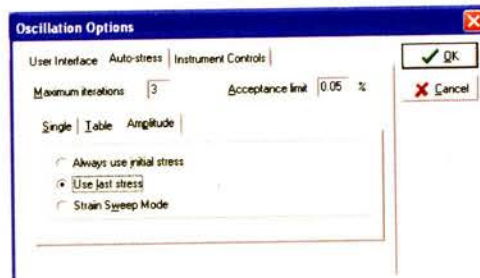 Oscillation Options
User Interface Auto-stress Instrument Controls
Maximum iterations 3 Acceptance limit 0.05 %
Single Table Amplitude
Always use initial stress
Use last stress
Strain Sweep Mode
OK
Cancel